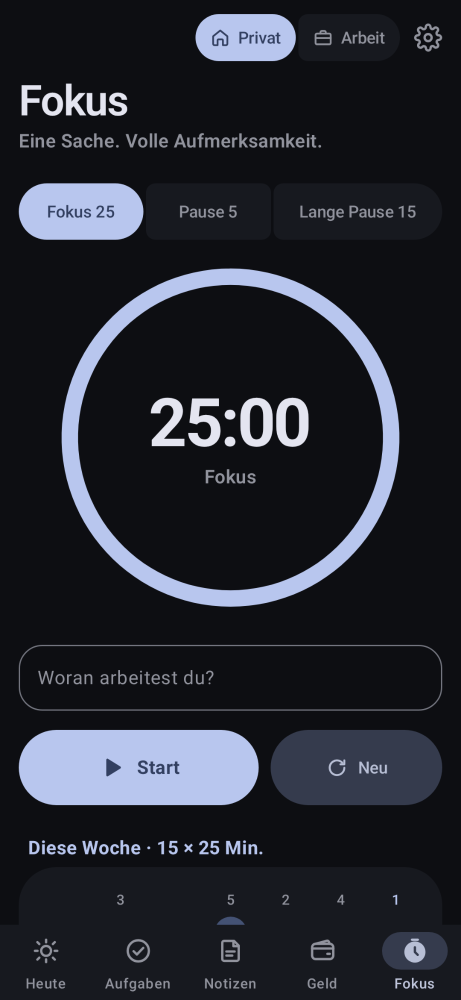 Privat Arbeit
Fokus
Eine Sache. Volle Aufmerksamkeit.
Fokus 25 Pause 5 Lange Pause 15
25:00
Fokus
Woran arbeitest du?
Start Neu
Diese Woche · 15 × 25 Min.
3 5 2 4 1
Heute Aufgaben Notizen Geld Fokus